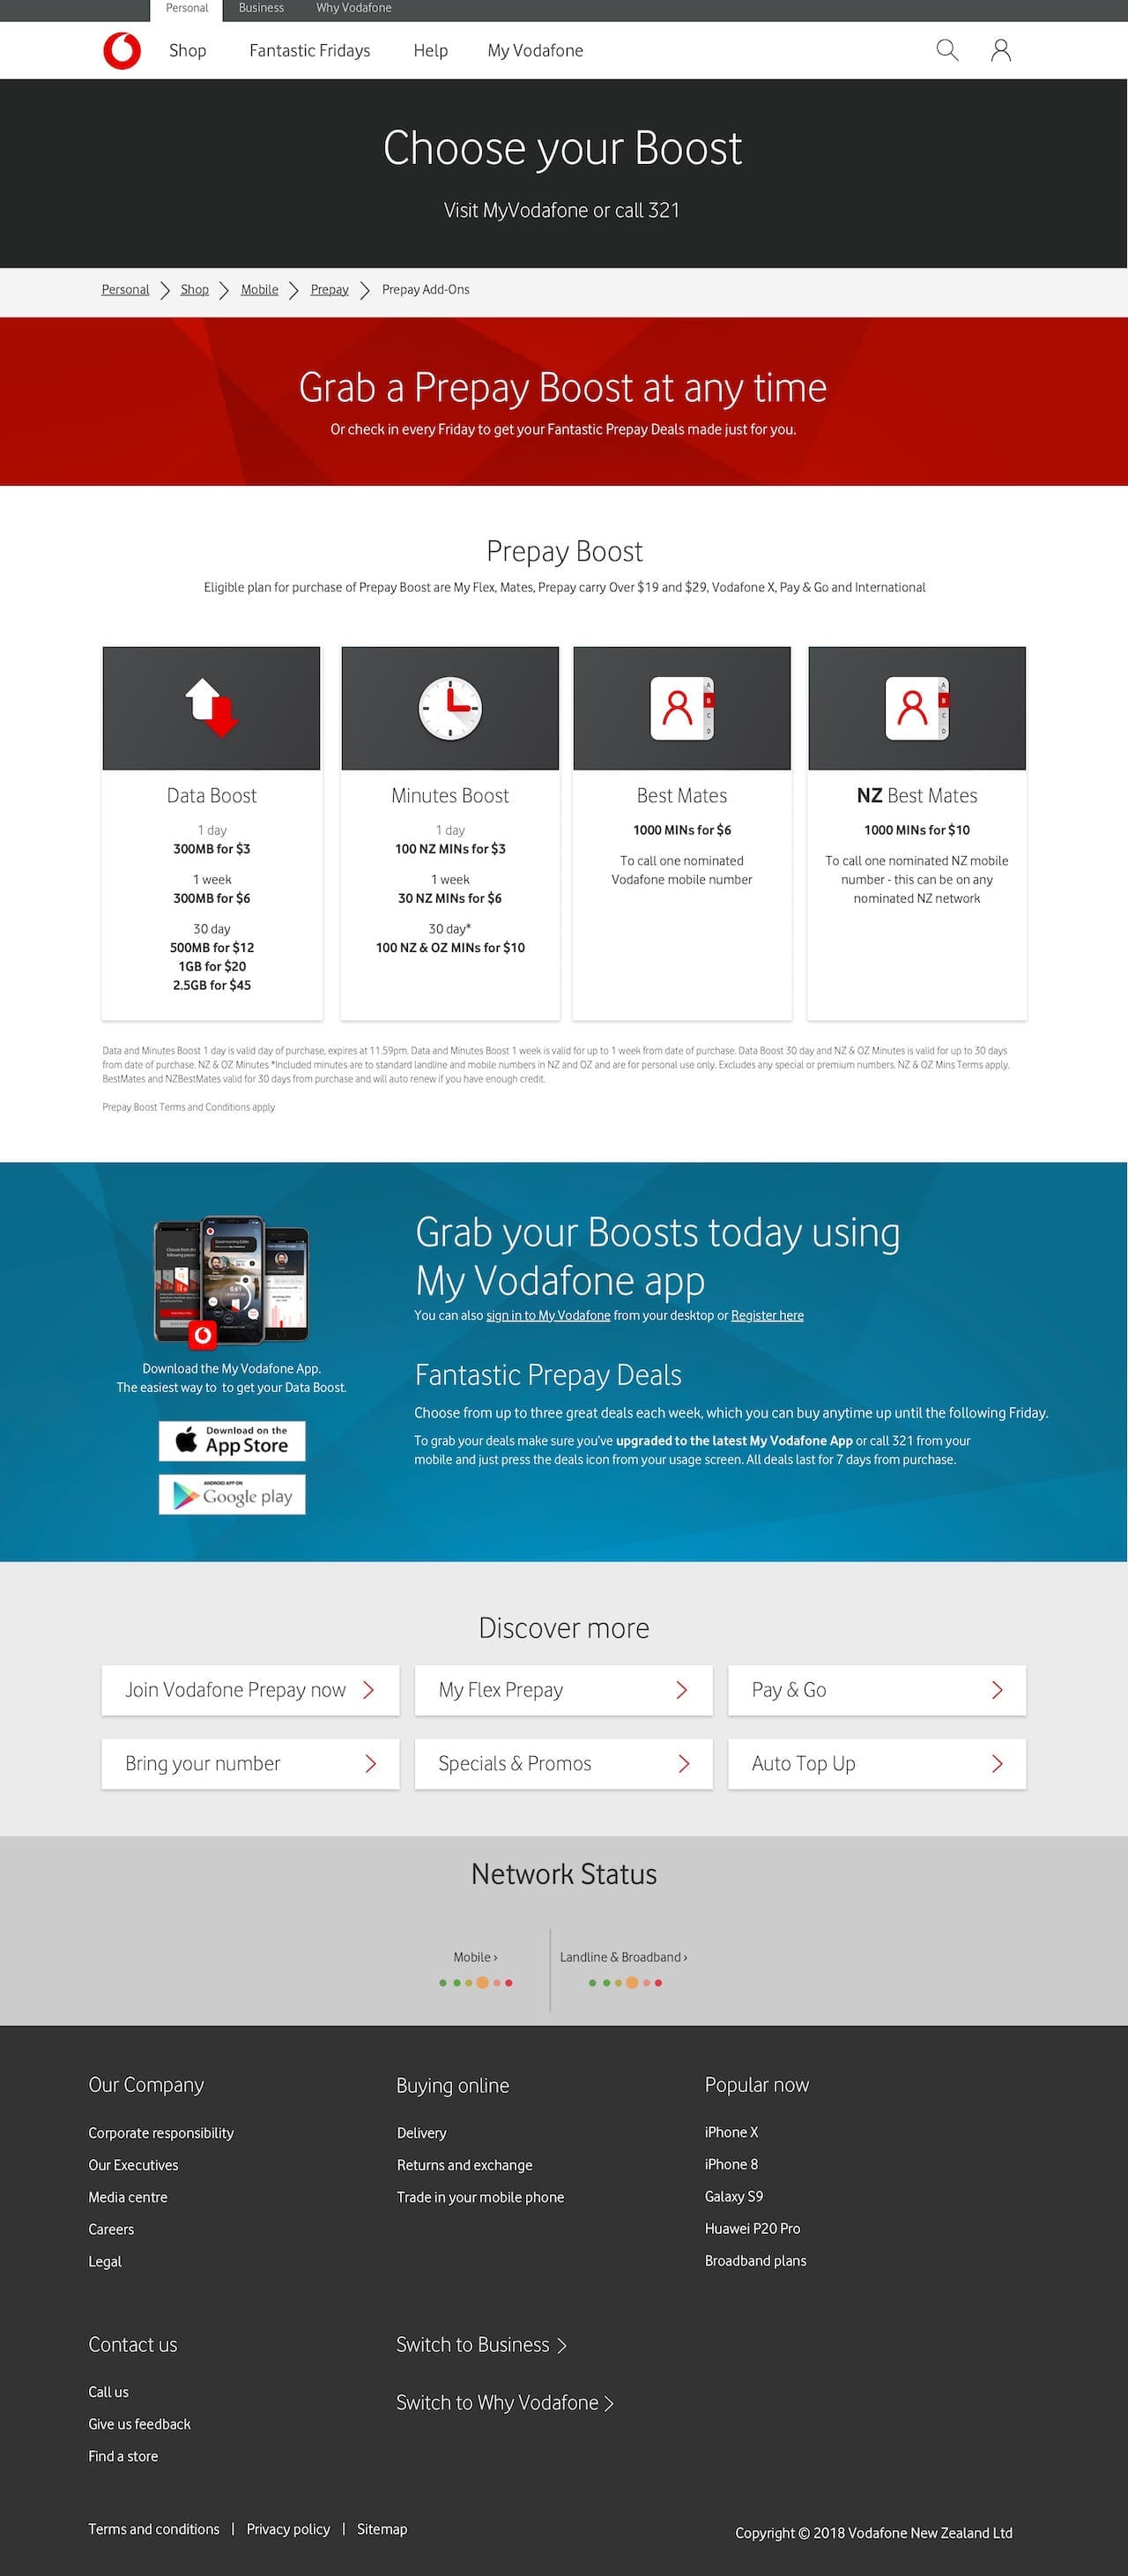 Personal Business Why Vodafone
Shop Fantastic Fridays Help My Vodafone
Choose your Boost
Visit MyVodafone or call 321
Personal Shop Mobile Prepay Prepay Add-Ons
Grab a Prepay Boost at any time
Or check in every Friday to get your Fantastic Prepay Deals made just for you.
Prepay Boost
Eligible plan for purchase of Prepay Boost are My Flex, Mates, Prepay carry Over $19 and $29, Vodafone X, Pay & Go and International
Data Boost
1 day
300MB for $3
1 week
300MB for $6
30 day
500MB for $12
1GB for $20
2.5GB for $45
Minutes Boost
1 day
100 NZ MINs for $3
1 week
30 NZ MINs for $6
30 day*
100 NZ & OZ MINs for $10
A
B
C
D
Best Mates
1000 MINs for $6
To call one nominated
Vodafone mobile number
A
B
C
D
NZ Best Mates
1000 MINs for $10
To call one nominated NZ mobile
number - this can be on any
nominated NZ network
Data and Minutes Boost 1 day is valid day of purchase, expires at 11.59pm. Data and Minutes Boost 1 week is valid for up to 1 week from date of purchase. Data Boost 30 day and NZ & OZ Minutes is valid for up to 30 days
from date of purchase. NZ & OZ Minutes *Included minutes are to standard landline and mobile numbers in NZ and OZ and are for personal use only. Excludes any special or premium numbers. NZ & OZ Mins Terms apply.
BestMates and NZBestMates valid for 30 days from purchase and will auto renew if you have enough credit.
Prepay Boost Terms and Conditions apply
Download the My Vodafone App.
The easiest way to to get your Data Boost.
Download on the
App Store
ANDROID APP ON
Google play
Grab your Boosts today using
My Vodafone app
You can also sign in to My Vodafone from your desktop or Register here
Fantastic Prepay Deals
Choose from up to three great deals each week, which you can buy anytime up until the following Friday.
To grab your deals make sure you've upgraded to the latest My Vodafone App or call 321 from your
mobile and just press the deals icon from your usage screen. All deals last for 7 days from purchase.
Discover more
Join Vodafone Prepay now My Flex Prepay Pay & Go
Bring your number Specials & Promos Auto Top Up
Network Status
Mobile › Landline & Broadband ›
Our Company
Corporate responsibility
Our Executives
Media centre
Careers
Legal
Buying online
Delivery
Returns and exchange
Trade in your mobile phone
Popular now
iPhone X
iPhone 8
Galaxy S9
Huawei P20 Pro
Broadband plans
Contact us
Call us
Give us feedback
Find a store
Switch to Business
Switch to Why Vodafone
Terms and conditions | Privacy policy | Sitemap
Copyright © 2018 Vodafone New Zealand Ltd